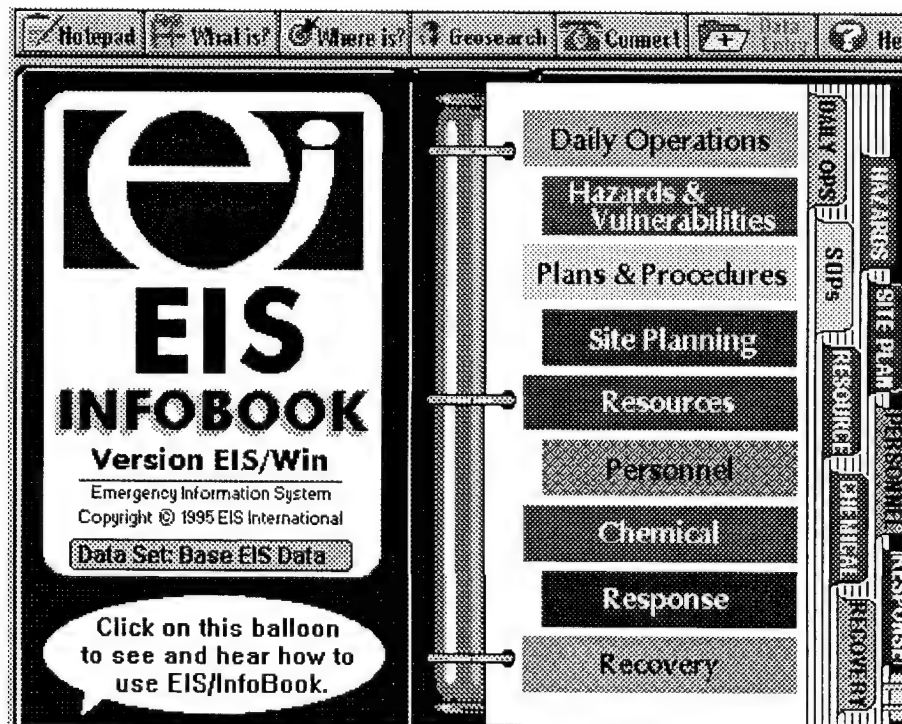 Notepad
What is?
Where is?
Geosearch
Connect
Data
He
ei
EIS
INFOBOOK
Version EIS/Win
Emergency Information System
Copyright © 1995 EIS International
Data Set: Base EIS Data
Click on this balloon
to see and hear how to
use EIS/InfoBook.
Daily Operations
Hazards &
Vulnerabilities
Plans & Procedures
Site Planning
Resources
Personnel
Chemical
Response
Recovery
DAILY OPS
SOPs
RESOURCE
CHEMICAL
RECOVERY
HAZARDS
SITE PLAN
PERSONNEL
RESPONSE